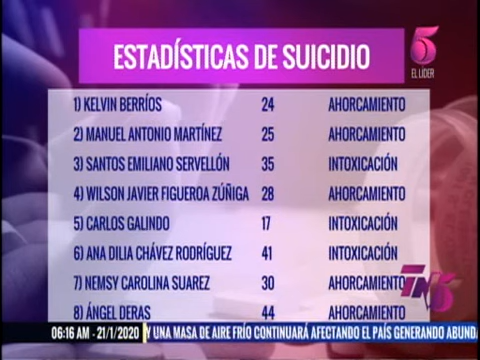 ESTADÍSTICAS DE SUICIDIO
5
EL LÍDER
1) KELVIN BERRÍOS 24 AHORCAMIENTO
2) MANUEL ANTONIO MARTÍNEZ 25 AHORCAMIENTO
3) SANTOS EMILIANO SERVELLÓN 35 INTOXICACIÓN
4) WILSON JAVIER FIGUEROA ZÚÑIGA 28 AHORCAMIENTO
5) CARLOS GALINDO 17 INTOXICACIÓN
6) ANA DILIA CHÁVEZ RODRÍGUEZ 41 INTOXICACIÓN
7) NEMSY CAROLINA SUAREZ 30 AHORCAMIENTO
8) ÁNGEL DERAS 44 AHORCAMIENTO
TN5
06:16 AM - 21/1/2020 Y UNA MASA DE AIRE FRÍO CONTINUARÁ AFECTANDO EL PAÍS GENERANDO ABUNDA